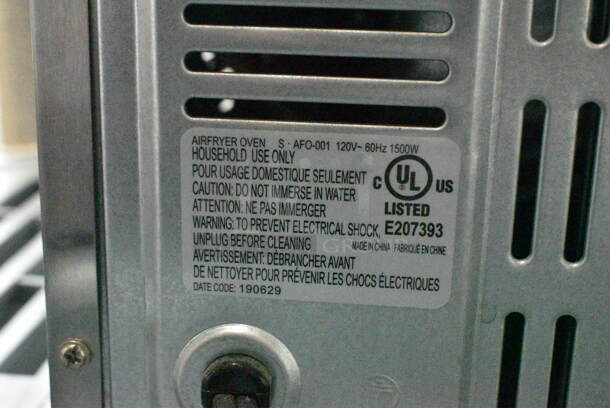 AIRFRYER OVEN S · AFO-001 120V~ 60Hz 1500W
HOUSEHOLD USE ONLY
POUR USAGE DOMESTIQUE SEULEMENT
CAUTION: DO NOT IMMERSE IN WATER
ATTENTION: NE PAS IMMERGER
WARNING: TO PREVENT ELECTRICAL SHOCK,
UNPLUG BEFORE CLEANING
AVERTISSEMENT: DÉBRANCHER AVANT
DE NETTOYER POUR PRÉVENIR LES CHOCS ÉLECTRIQUES
DATE CODE: 190629
C UL US
LISTED
E207393
MADE IN CHINA FABRIQUÉ EN CHINE